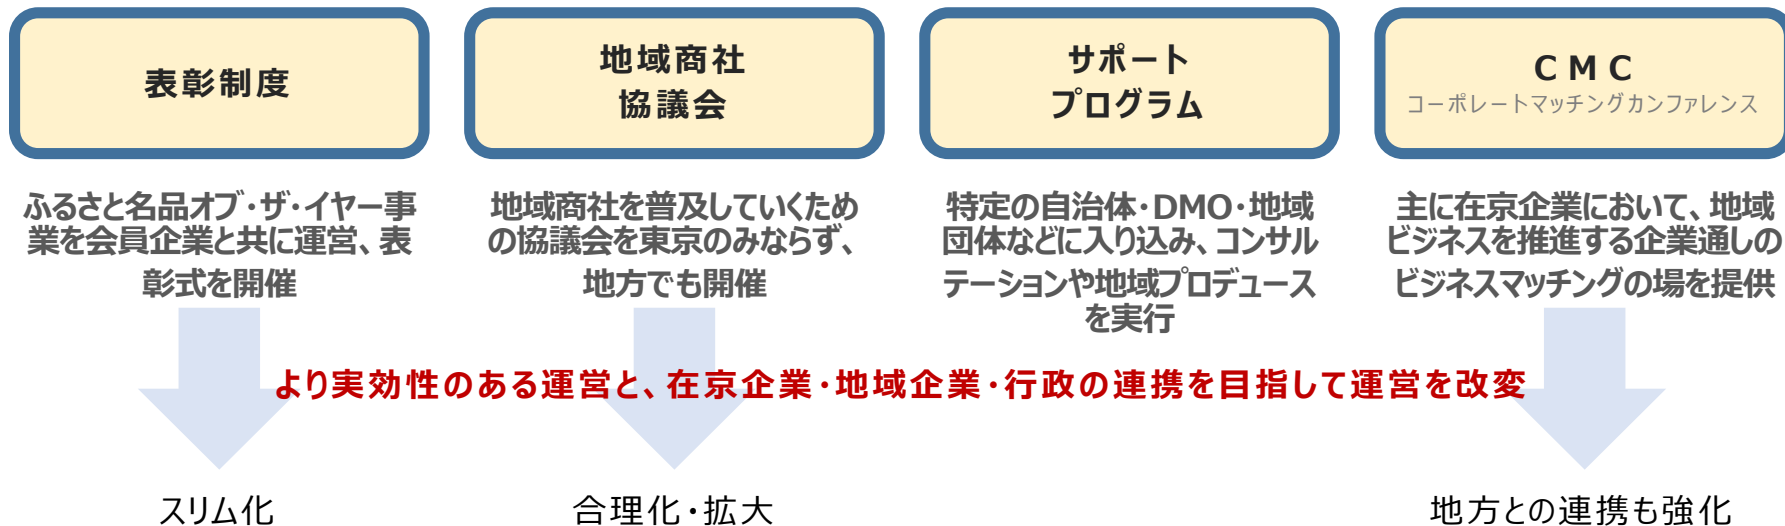 表彰制度
地域商社
協議会
サポート
プログラム
ＣＭＣ
コーポレートマッチングカンファレンス
ふるさと名品オブ・ザ・イヤー事
業を会員企業と共に運営、表
彰式を開催
地域商社を普及していくため
の協議会を東京のみならず、
地方でも開催
特定の自治体・DMO・地域
団体などに入り込み、コンサル
テーションや地域プロデュース
を実行
主に在京企業において、地域
ビジネスを推進する企業通しの
ビジネスマッチングの場を提供
より実効性のある運営と、在京企業・地域企業・行政の連携を目指して運営を改変
スリム化
合理化・拡大
地方との連携も強化